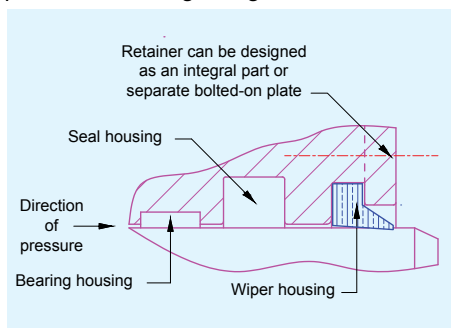 Retainer can be designed
as an integral part or
separate bolted-on plate
Seal housing
Direction
of
pressure
Bearing housing
Wiper housing